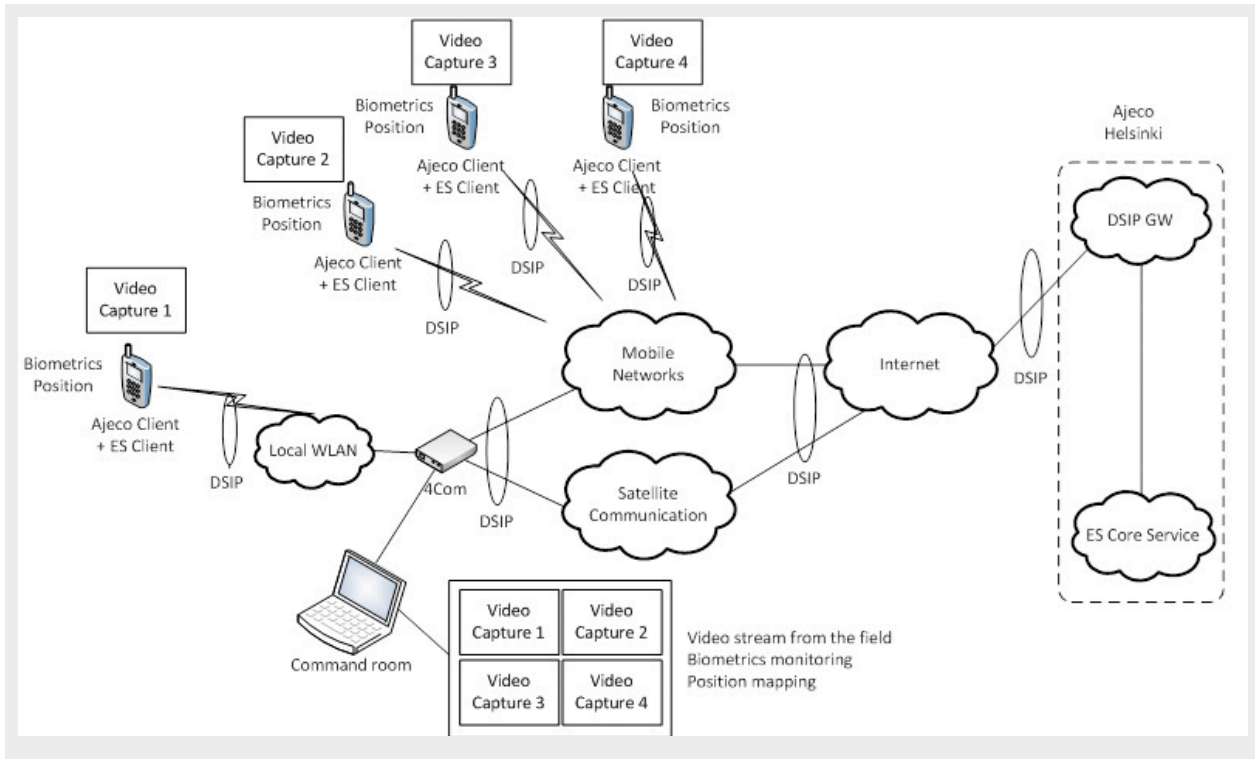 Video
Capture 3
Biometrics
Position
Ajeco Client
+ ES Client
DSIP
Video
Capture 4
Biometrics
Position
Ajeco Client
+ ES Client
DSIP
Video
Capture 2
Biometrics
Position
Ajeco Client
+ ES Client
DSIP
Video
Capture 1
Biometrics
Position
Ajeco Client
+ ES Client
DSIP
Local WLAN
4Com
DSIP
Mobile
Networks
Satellite
Communication
DSIP
Internet
DSIP
Ajeco
Helsinki
DSIP GW
ES Core Service
Command room
Video
Capture 1
Video
Capture 2
Video
Capture 3
Video
Capture 4
Video stream from the field
Biometrics monitoring
Position mapping